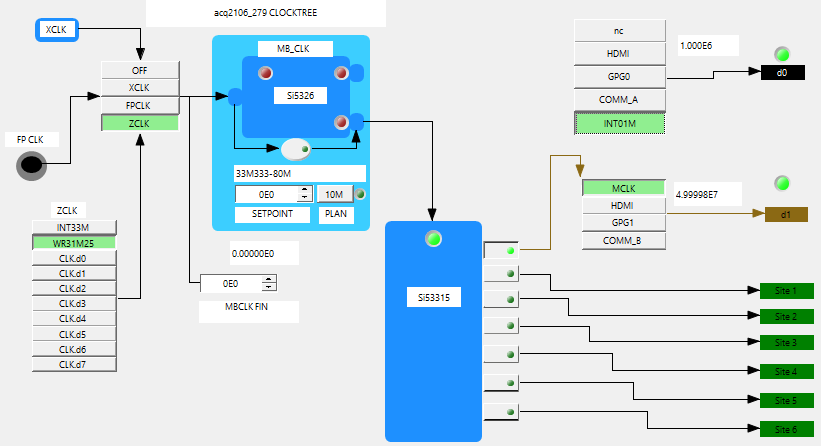 acq2106_279 CLOCKTREE
XCLK
OFF
XCLK
FPCLK
ZCLK
FP CLK
ZCLK
INT33M
WR31M25
CLK.d0
CLK.d1
CLK.d2
CLK.d3
CLK.d4
CLK.d5
CLK.d6
CLK.d7
MB_CLK
Si5326
33M333-80M
0E0
10M
SETPOINT
PLAN
0.00000E0
0E0
MBCLK FIN
Si53315
nc
HDMI
GPG0
COMM_A
INT01M
1.000E6
d0
MCLK
HDMI
GPG1
COMM_B
4.99998E7
d1
Site 1
Site 2
Site 3
Site 4
Site 5
Site 6